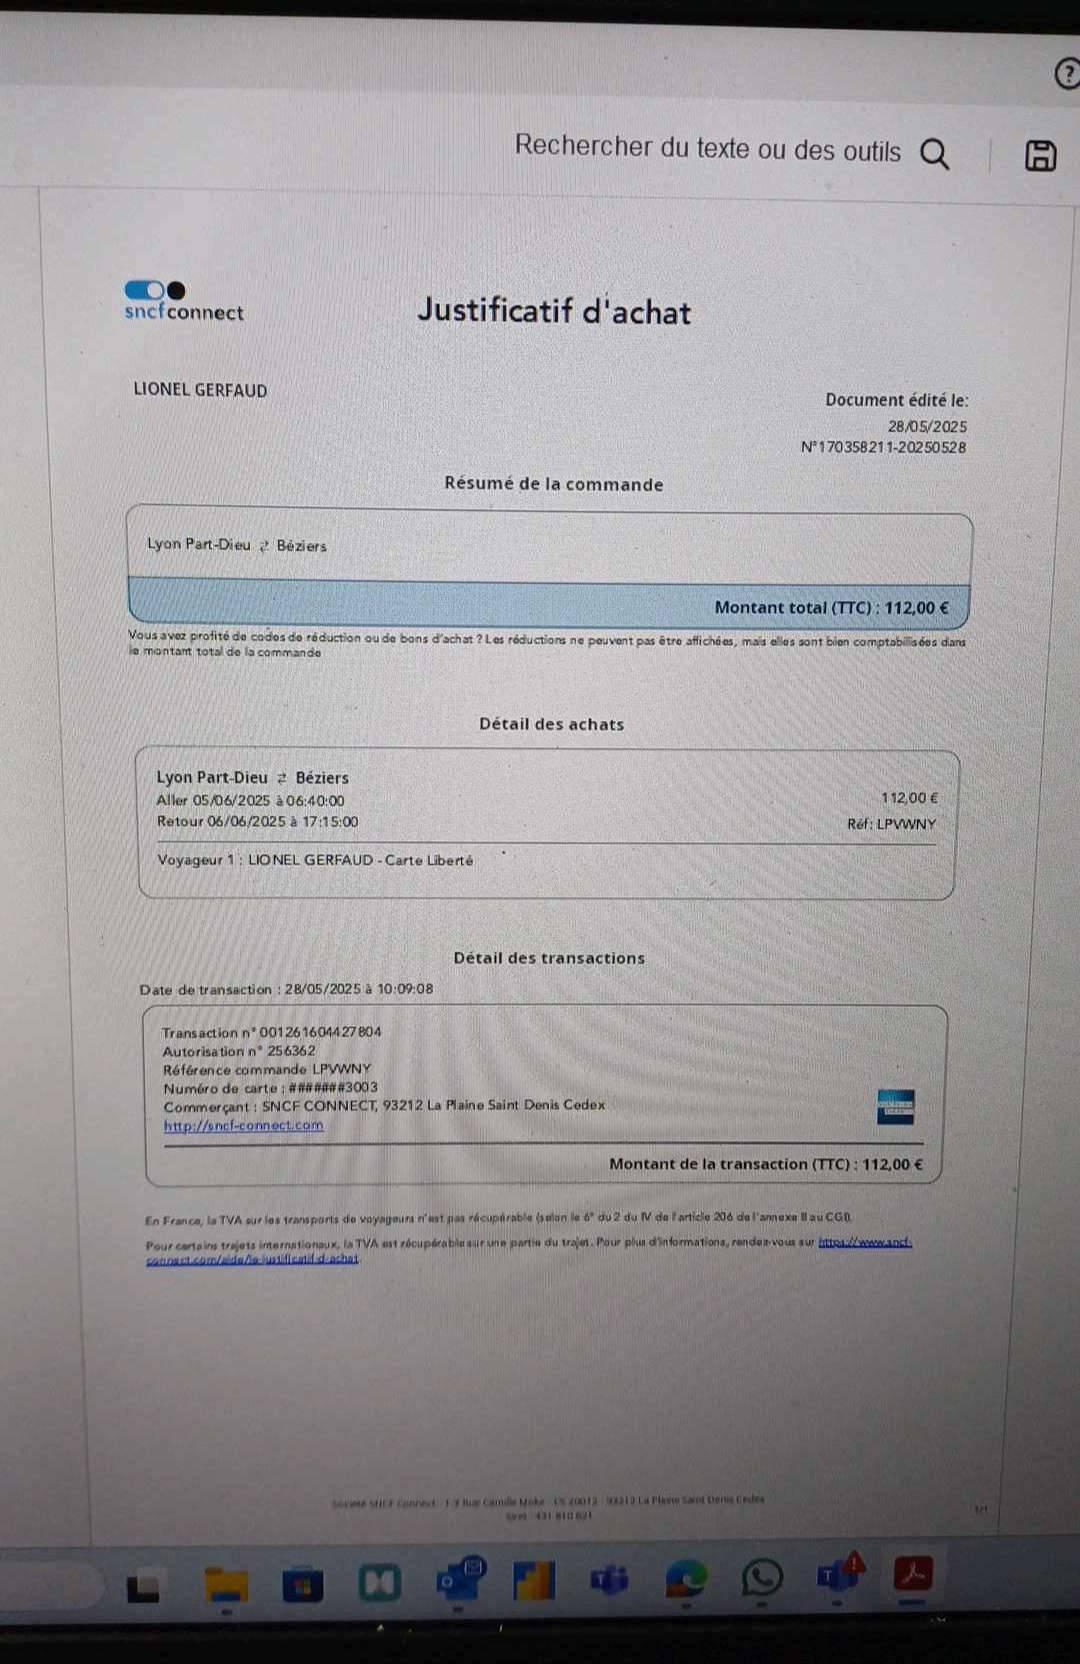 ?
Rechercher du texte ou des outils
sncf connect
Justificatif d'achat
LIONEL GERFAUD
Document édité le:
28/05/2025
N°170358211-20250528
Résumé de la commande
Lyon Part-Dieu ⇄ Béziers
Montant total (TTC) : 112,00 €
Vous avez profité de codes de réduction ou de bons d'achat ? Les réductions ne peuvent pas être affichées, mais elles sont bien comptabilisées dans
le montant total de la commande
Détail des achats
Lyon Part-Dieu ⇄ Béziers
Aller 05/06/2025 à 06:40:00
112,00 €
Retour 06/06/2025 à 17:15:00
Réf: LPVWNY
Voyageur 1 : LIONEL GERFAUD - Carte Liberté
Détail des transactions
Date de transaction : 28/05/2025 à 10:09:08
Transaction n° 001261604427804
Autorisation n° 256362
Référence commande LPVWNY
Numéro de carte : #######3003
Commerçant : SNCF CONNECT, 93212 La Plaine Saint Denis Cedex
http://sncf-connect.com
Montant de la transaction (TTC) : 112,00 €
En France, la TVA sur les transports de voyageurs n'est pas récupérable (selon le 6° du 2 du IV de l'article 206 de l'annexe II au CGI).
Pour certains trajets internationaux, la TVA est récupérable sur une partie du trajet. Pour plus d'informations, rendez-vous sur https://www.sncf-
connect.com/aide/le-justificatif-d-achat.
Société SNCF Connect - CS 20012 - 93212 La Plaine Saint Denis Cedex
Siret : 431 810 621
1/1